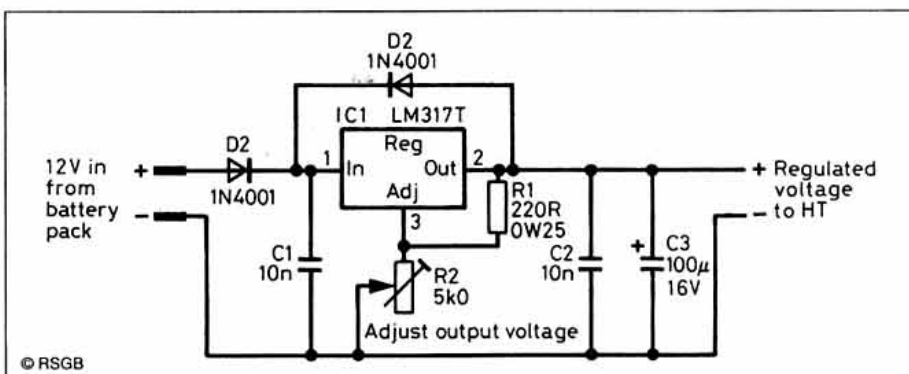 D2
1N4001
IC1 LM317T
D2
1N4001
12V in
from
battery
pack
+
-
1
In
Reg
Out
Adj
2
3
R1
220R
0W25
+
-
Regulated
voltage
to HT
C1
10n
R2
5k0
C2
10n
+
C3
100µ
16V
Adjust output voltage
© RSGB